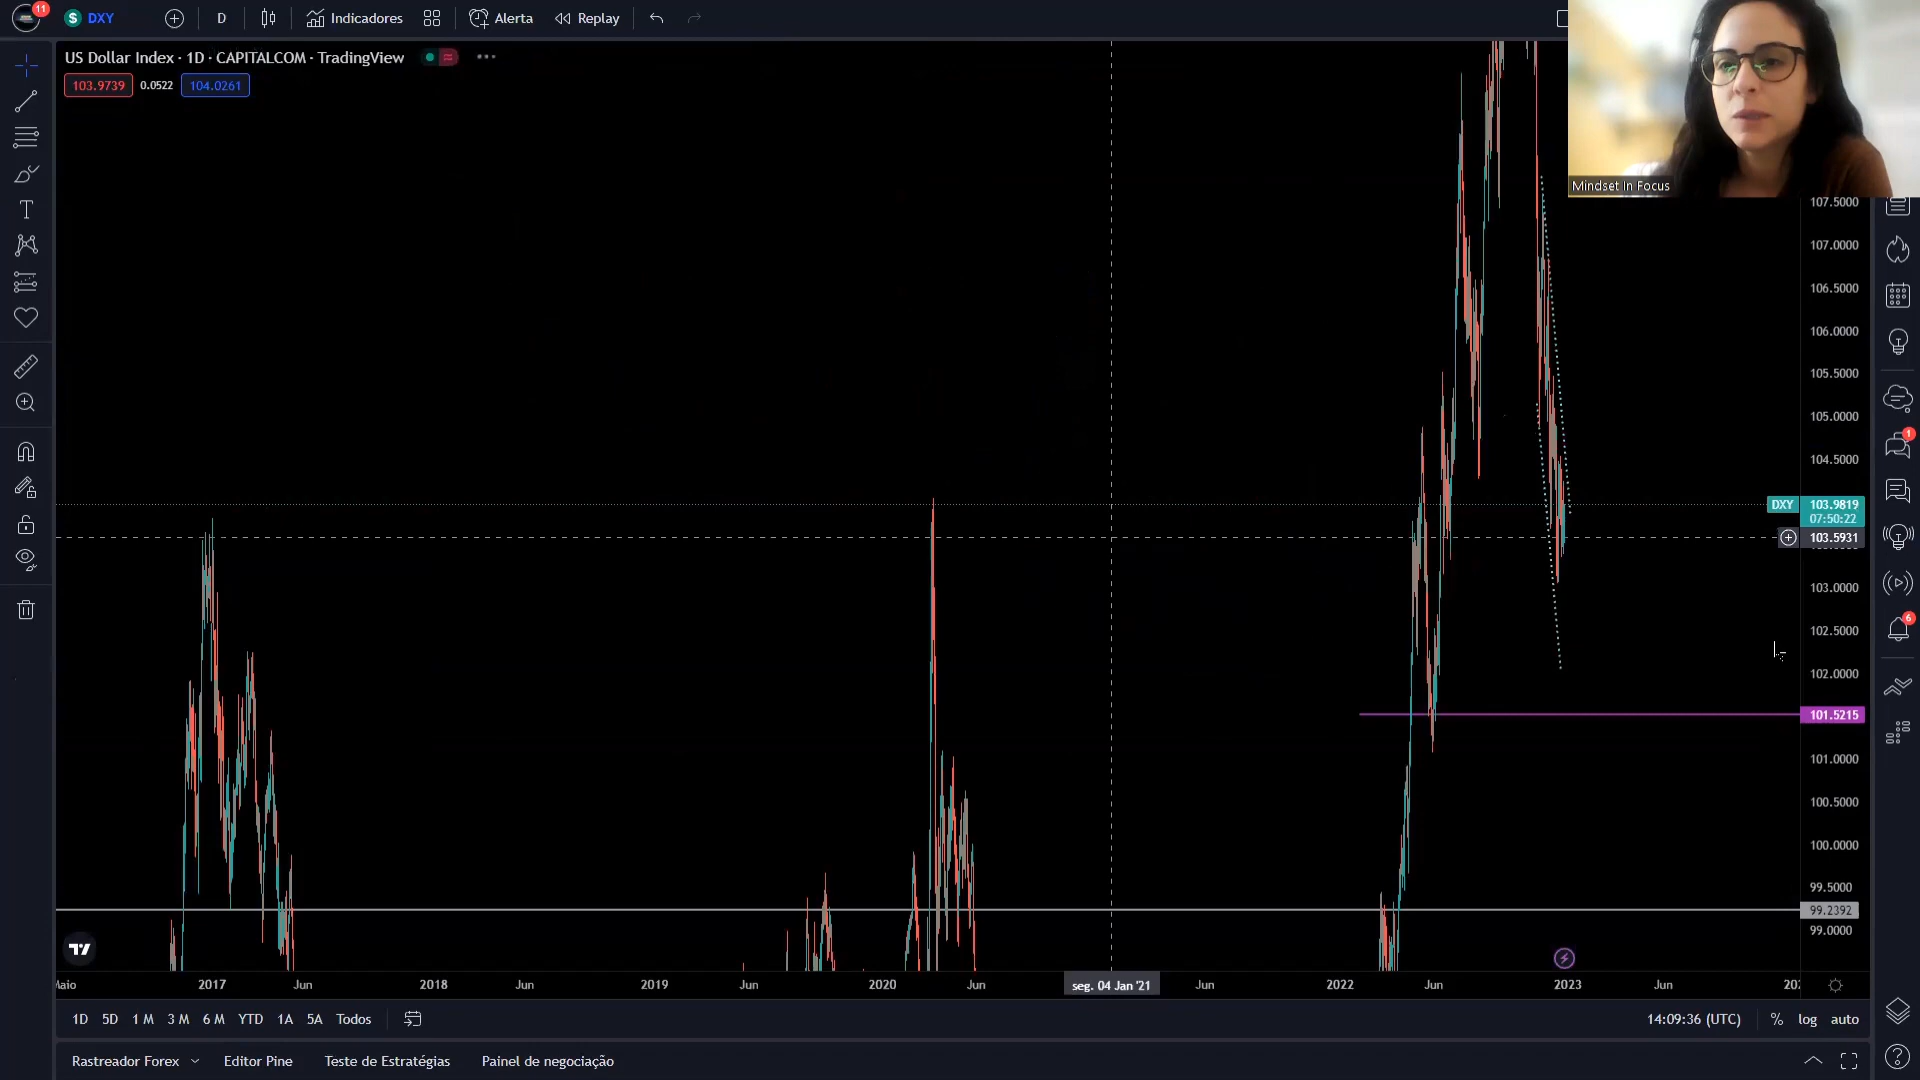 11
DXY
D
Indicadores
Alerta
Replay
US Dollar Index · 1D · CAPITALCOM · TradingView
103.9739 0.0522 104.0261
Mindset In Focus
107.5000
107.0000
106.5000
106.0000
105.5000
105.0000
104.5000
DXY 103.9819
07:50:22
103.5931
103.0000
102.5000
102.0000
101.5215
101.0000
100.5000
100.0000
99.5000
99.2392
99.0000
1
6
Maio 2017 Jun 2018 Jun 2019 Jun 2020 Jun seg. 04 Jan '21 Jun 2022 Jun 2023 Jun
1D 5D 1 M 3 M 6 M YTD 1A 5A Todos 14:09:36 (UTC) % log auto
Rastreador Forex Editor Pine Teste de Estratégias Painel de negociação